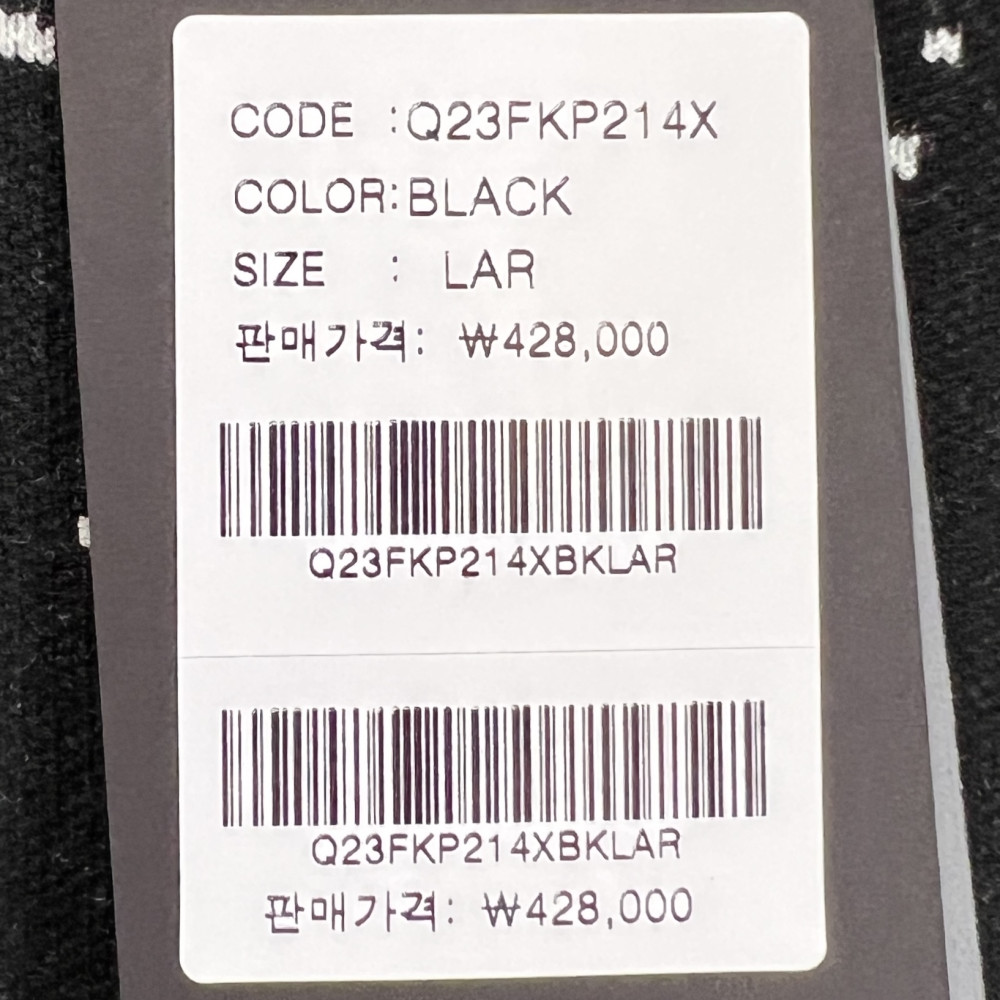 CODE :Q23FKP214X
COLOR:BLACK
SIZE : LAR
판매가격: ₩428,000
Q23FKP214XBKLAR
Q23FKP214XBKLAR
판매가격: ₩428,000